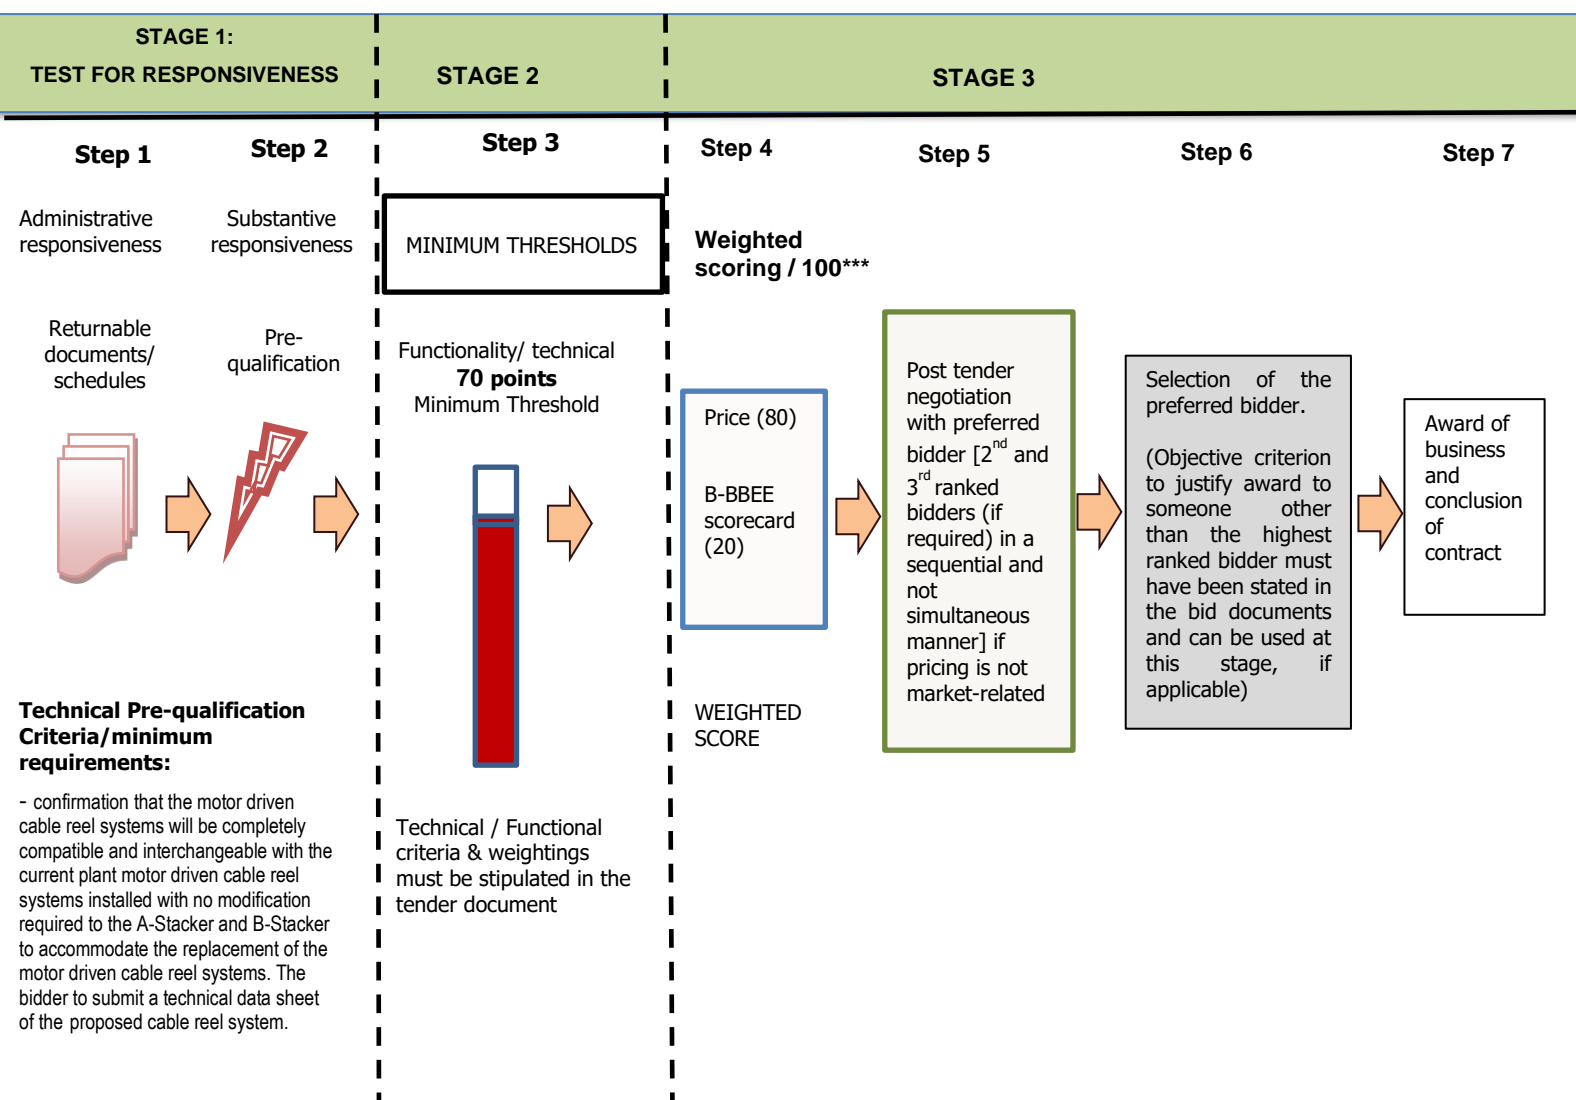 STAGE 1:
TEST FOR RESPONSIVENESS
STAGE 2
STAGE 3
Step 1
Step 2
Step 3
Step 4
Step 5
Step 6
Step 7
Administrative
responsiveness
Substantive
responsiveness
MINIMUM THRESHOLDS
Weighted
scoring / 100***
Returnable
documents/
schedules
Pre-
qualification
Functionality/ technical
70 points
Minimum Threshold
Price (80)
B-BBEE
scorecard
(20)
Post tender
negotiation
with preferred
bidder [2nd and
3rd ranked
bidders (if
required) in a
sequential and
not
simultaneous
manner] if
pricing is not
market-related
Selection of the
preferred bidder.
(Objective criterion
to justify award to
someone other
than the highest
ranked bidder must
have been stated in
the bid documents
and can be used at
this stage, if
applicable)
Award of
business
and
conclusion
of
contract
WEIGHTED
SCORE
Technical Pre-qualification
Criteria/minimum
requirements:
- confirmation that the motor driven
cable reel systems will be completely
compatible and interchangeable with the
current plant motor driven cable reel
systems installed with no modification
required to the A-Stacker and B-Stacker
to accommodate the replacement of the
motor driven cable reel systems. The
bidder to submit a technical data sheet
of the proposed cable reel system.
Technical / Functional
criteria & weightings
must be stipulated in the
tender document